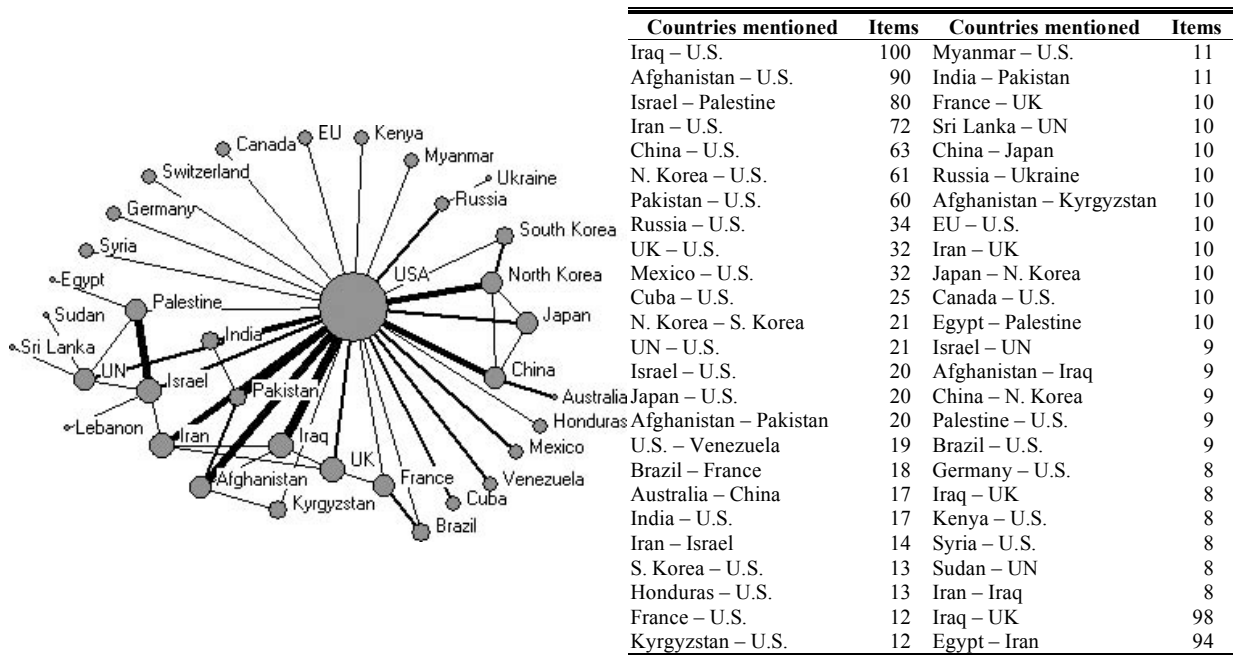 EU
Kenya
Canada
Myanmar
Switzerland
Ukraine
Russia
Germany
South Korea
Syria
USA
North Korea
Egypt
Palestine
Sudan
India
Japan
Sri Lanka
UN
Israel
China
Pakistan
Australia
Lebanon
Honduras
Iran
Iraq
Mexico
UK
Afghanistan
France
Venezuela
Kyrgyzstan
Cuba
Brazil
Countries mentioned Items Countries mentioned Items
Iraq – U.S. 100 Myanmar – U.S. 11
Afghanistan – U.S. 90 India – Pakistan 11
Israel – Palestine 80 France – UK 10
Iran – U.S. 72 Sri Lanka – UN 10
China – U.S. 63 China – Japan 10
N. Korea – U.S. 61 Russia – Ukraine 10
Pakistan – U.S. 60 Afghanistan – Kyrgyzstan 10
Russia – U.S. 34 EU – U.S. 10
UK – U.S. 32 Iran – UK 10
Mexico – U.S. 32 Japan – N. Korea 10
Cuba – U.S. 25 Canada – U.S. 10
N. Korea – S. Korea 21 Egypt – Palestine 10
UN – U.S. 21 Israel – UN 9
Israel – U.S. 20 Afghanistan – Iraq 9
Japan – U.S. 20 China – N. Korea 9
Afghanistan – Pakistan 20 Palestine – U.S. 9
U.S. – Venezuela 19 Brazil – U.S. 9
Brazil – France 18 Germany – U.S. 8
Australia – China 17 Iraq – UK 8
India – U.S. 17 Kenya – U.S. 8
Iran – Israel 14 Syria – U.S. 8
S. Korea – U.S. 13 Sudan – UN 8
Honduras – U.S. 13 Iran – Iraq 8
France – U.S. 12 Iraq – UK 98
Kyrgyzstan – U.S. 12 Egypt – Iran 94